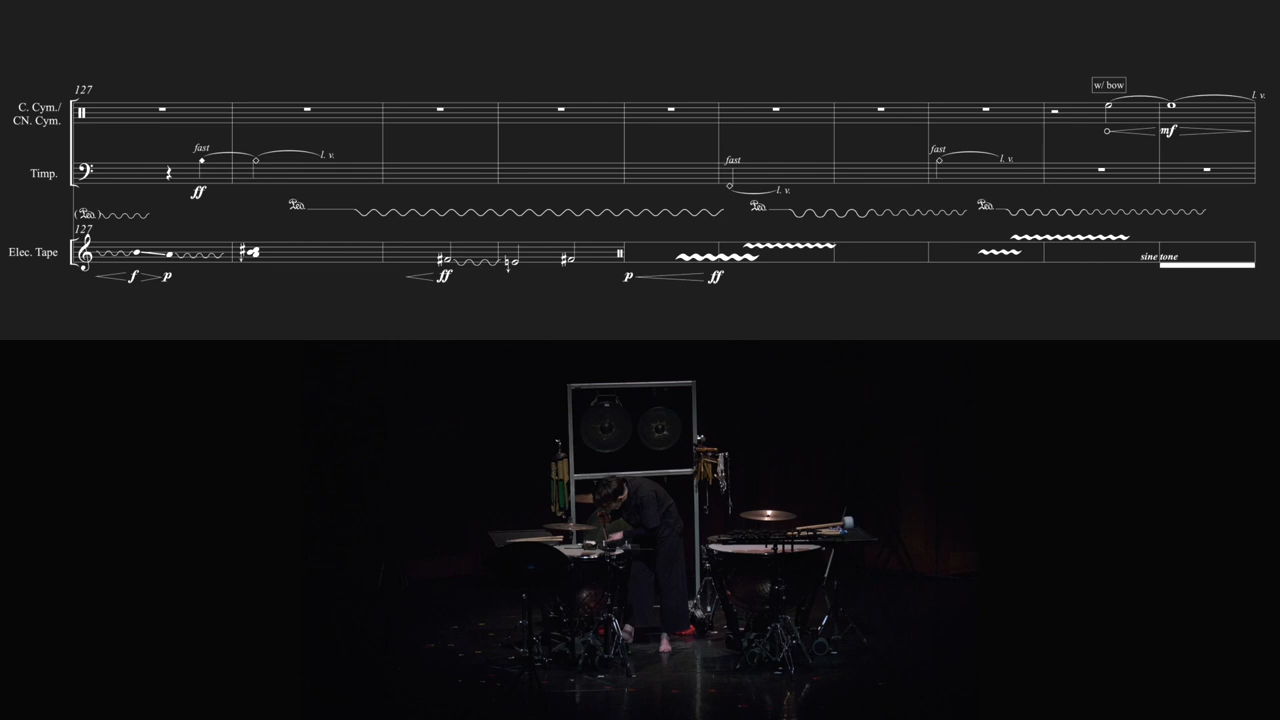 127
w/ bow
l. v.
C. Cym./
CN. Cym.
mf
fast
l. v.
fast
fast
l. v.
Timp.
ff
l. v.
127
Elec. Tape
sine tone
f p
ff
p ff